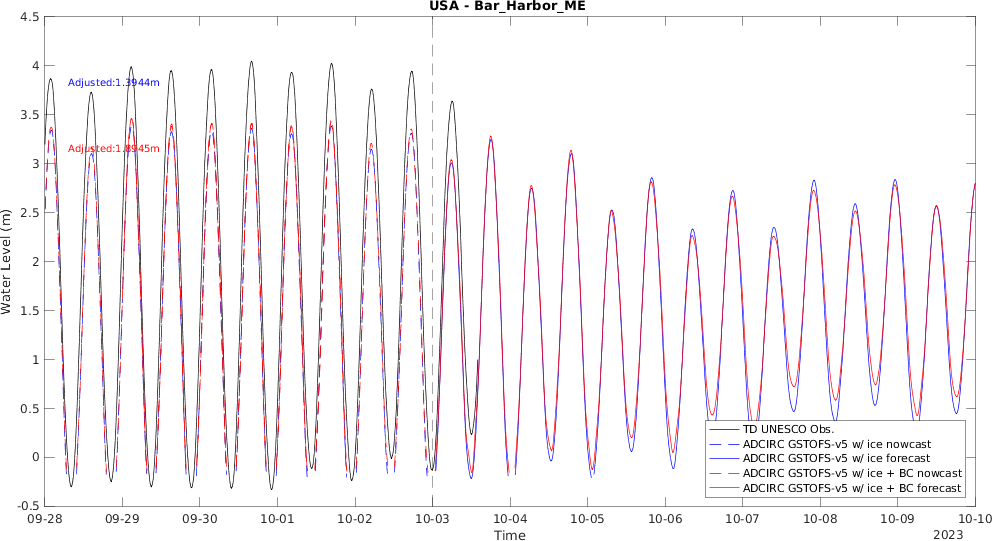 USA - Bar_Harbor_ME
4.5
4
3.5
3
2.5
2
1.5
1
0.5
0
-0.5
Water Level (m)
Adjusted:1.3944m
Adjusted:1.8945m
TD UNESCO Obs.
ADCIRC GSTOFS-v5 w/ ice nowcast
ADCIRC GSTOFS-v5 w/ ice forecast
ADCIRC GSTOFS-v5 w/ ice + BC nowcast
ADCIRC GSTOFS-v5 w/ ice + BC forecast
09-28 09-29 09-30 10-01 10-02 10-03 10-04 10-05 10-06 10-07 10-08 10-09 10-10
Time
2023